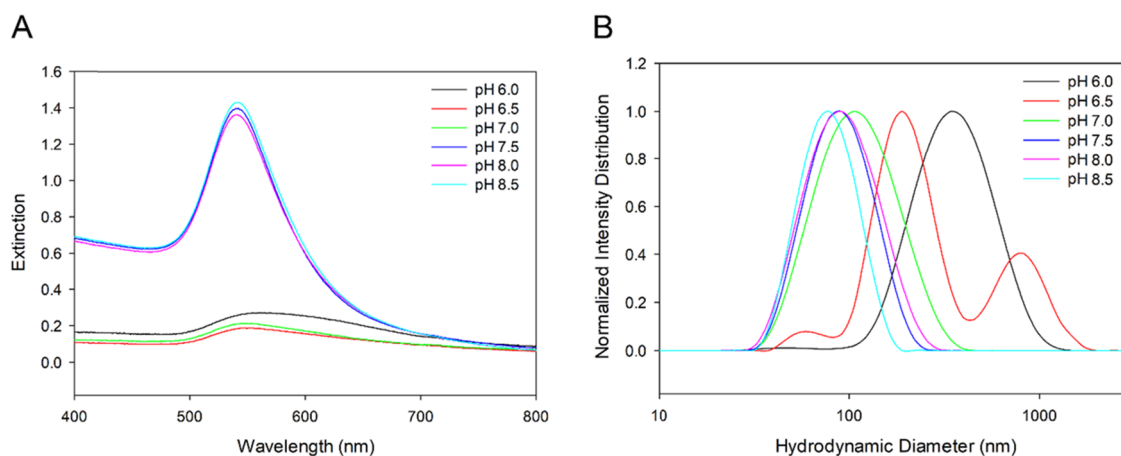 A
Extinction
1.6
1.4
1.2
1.0
0.8
0.6
0.4
0.2
0.0
400
500
600
700
800
Wavelength (nm)
pH 6.0
pH 6.5
pH 7.0
pH 7.5
pH 8.0
pH 8.5
B
Normalized Intensity Distribution
1.2
1.0
0.8
0.6
0.4
0.2
0.0
10
100
1000
Hydrodynamic Diameter (nm)
pH 6.0
pH 6.5
pH 7.0
pH 7.5
pH 8.0
pH 8.5